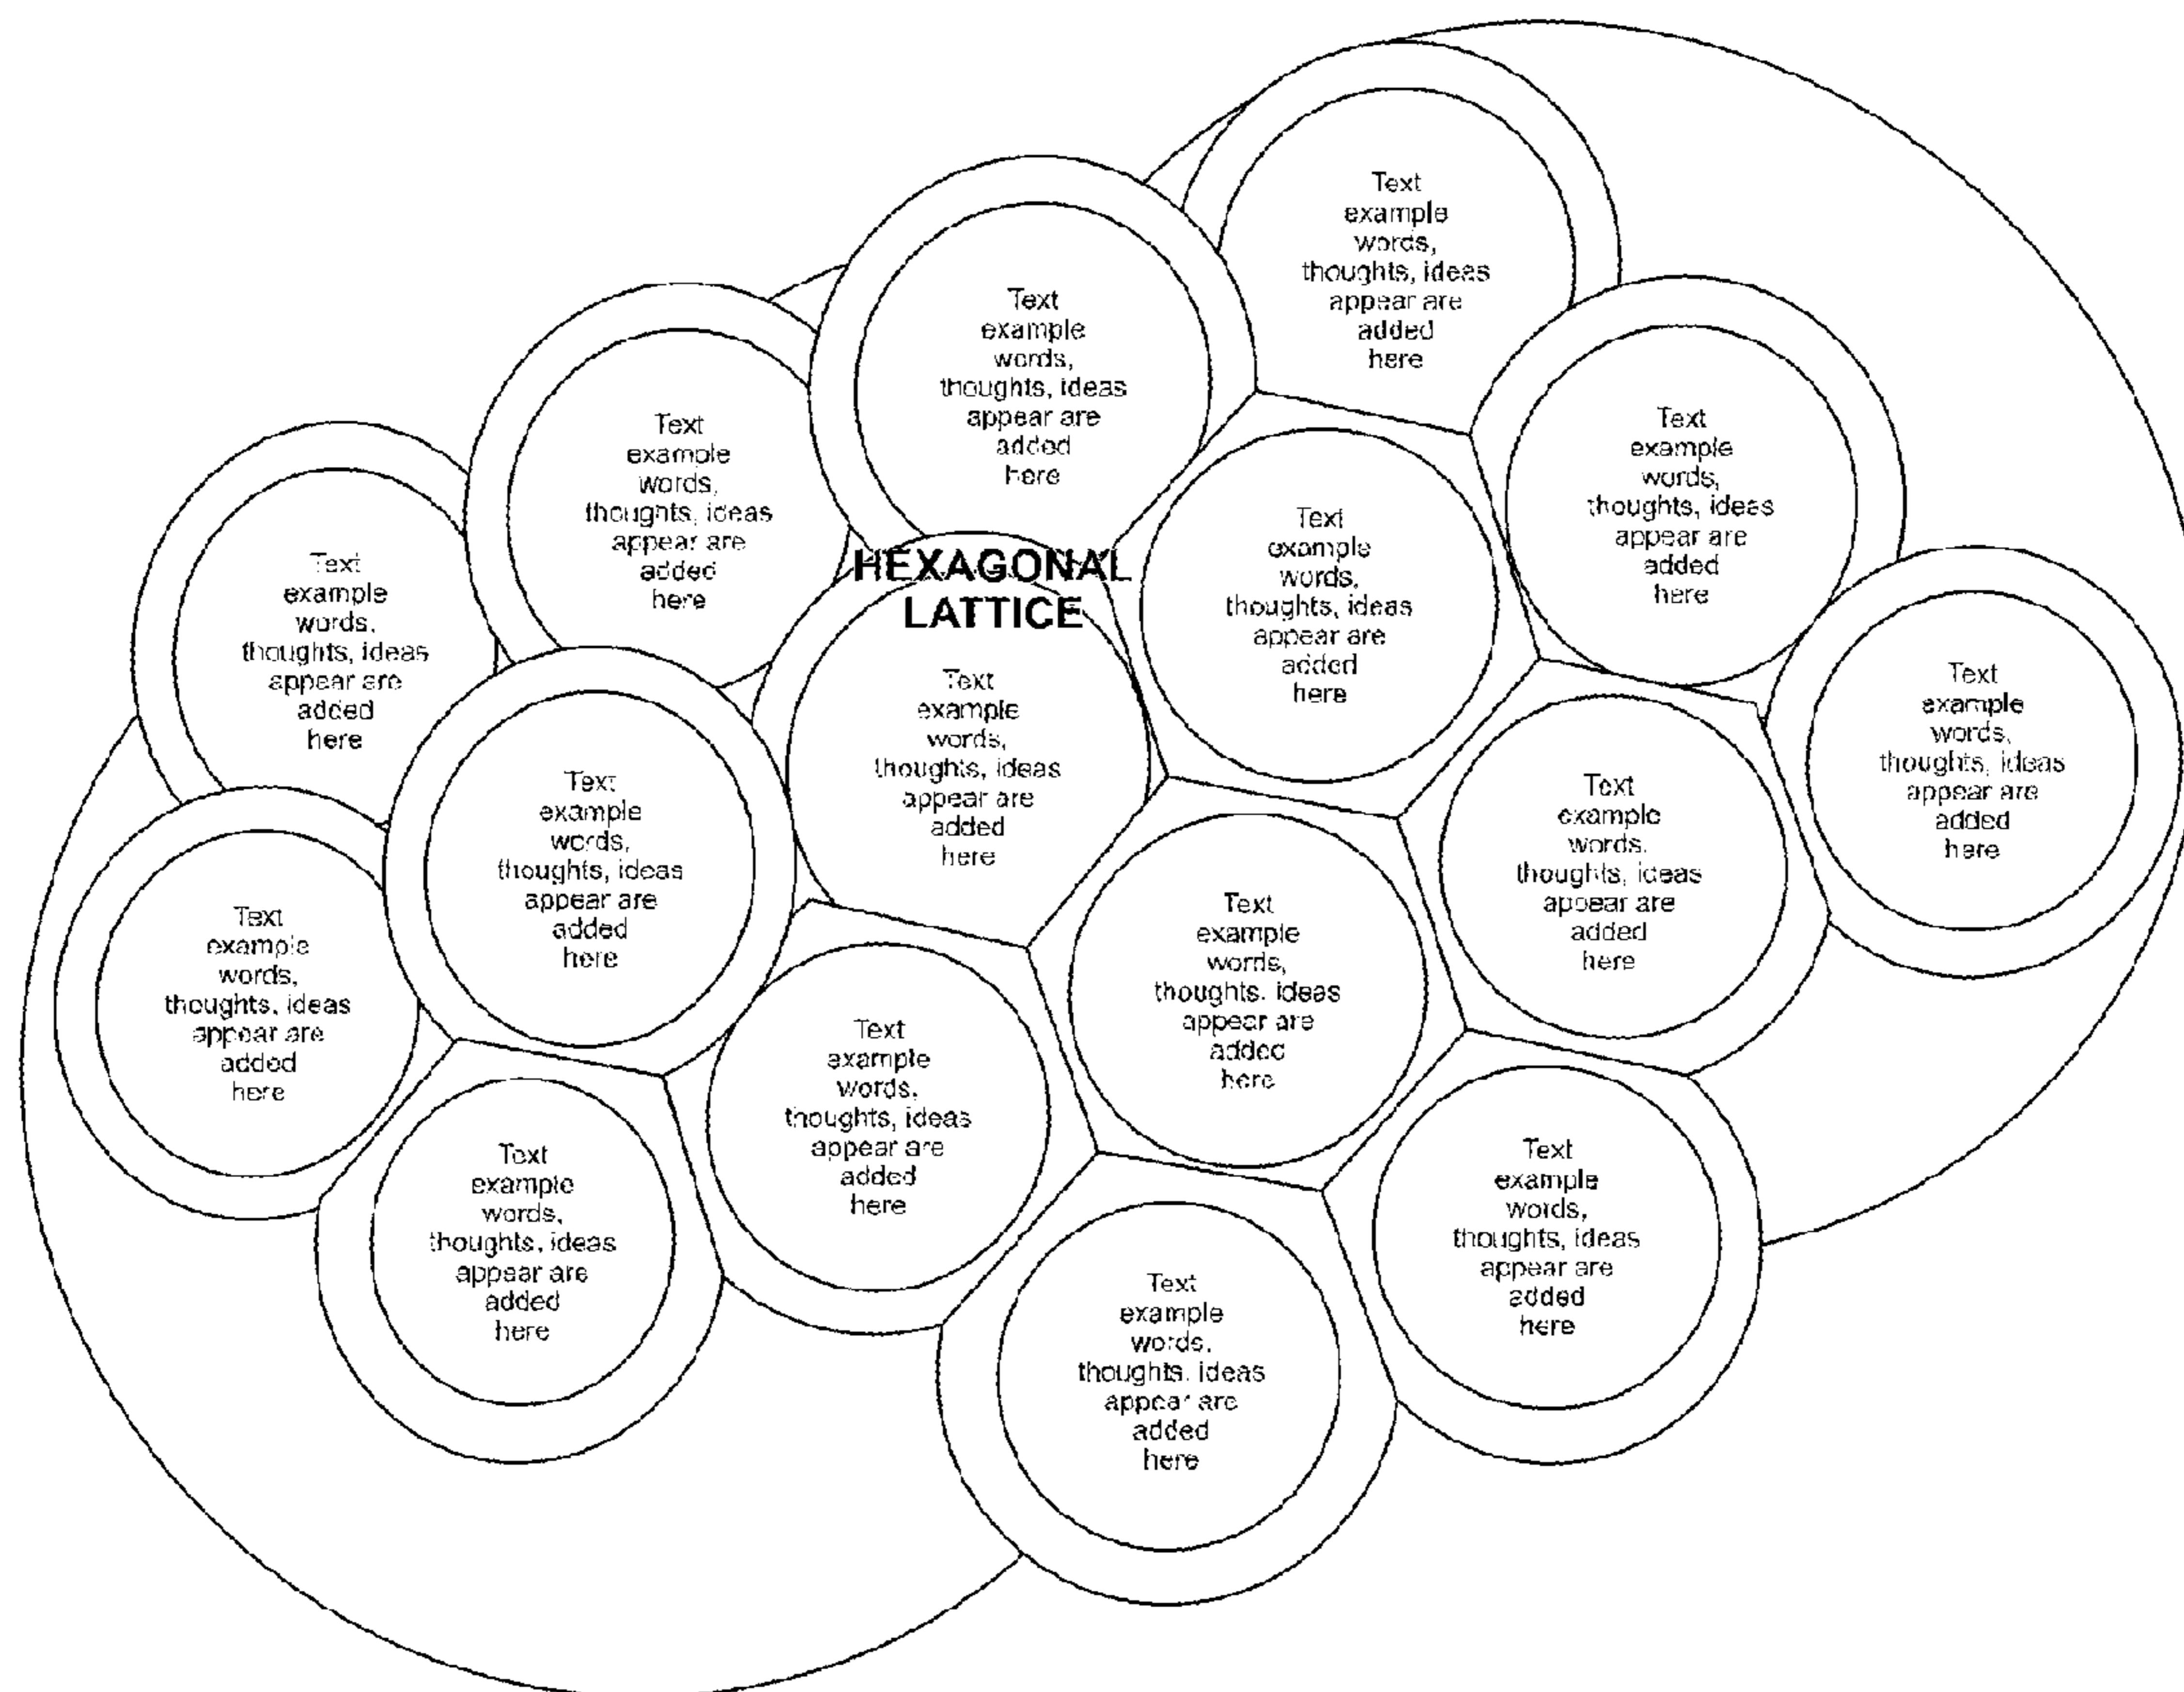 Text
example
words,
thoughts, ideas
appear are
added
here
Text
example
words,
thoughts, ideas
appear are
added
here
Text
example
words,
thoughts, ideas
appear are
added
here
Text
example
words,
thoughts, ideas
appear are
added
here
HEXAGONAL
LATTICE
Text
example
words,
thoughts, ideas
appear are
added
here
Text
example
words,
thoughts, ideas
appear are
added
here
Text
example
words,
thoughts, ideas
appear are
added
here
Text
example
words,
thoughts, ideas
appear are
added
here
Text
example
words,
thoughts, ideas
appear are
added
here
Text
example
words,
thoughts, ideas
appear are
added
here
Text
example
words,
thoughts, ideas
appear are
added
here
Text
example
words,
thoughts, ideas
appear are
added
here
Text
example
words,
thoughts, ideas
appear are
added
here
Text
example
words,
thoughts, ideas
appear are
added
here
Text
example
words,
thoughts, ideas
appear are
added
here
Text
example
words,
thoughts, ideas
appear are
added
here